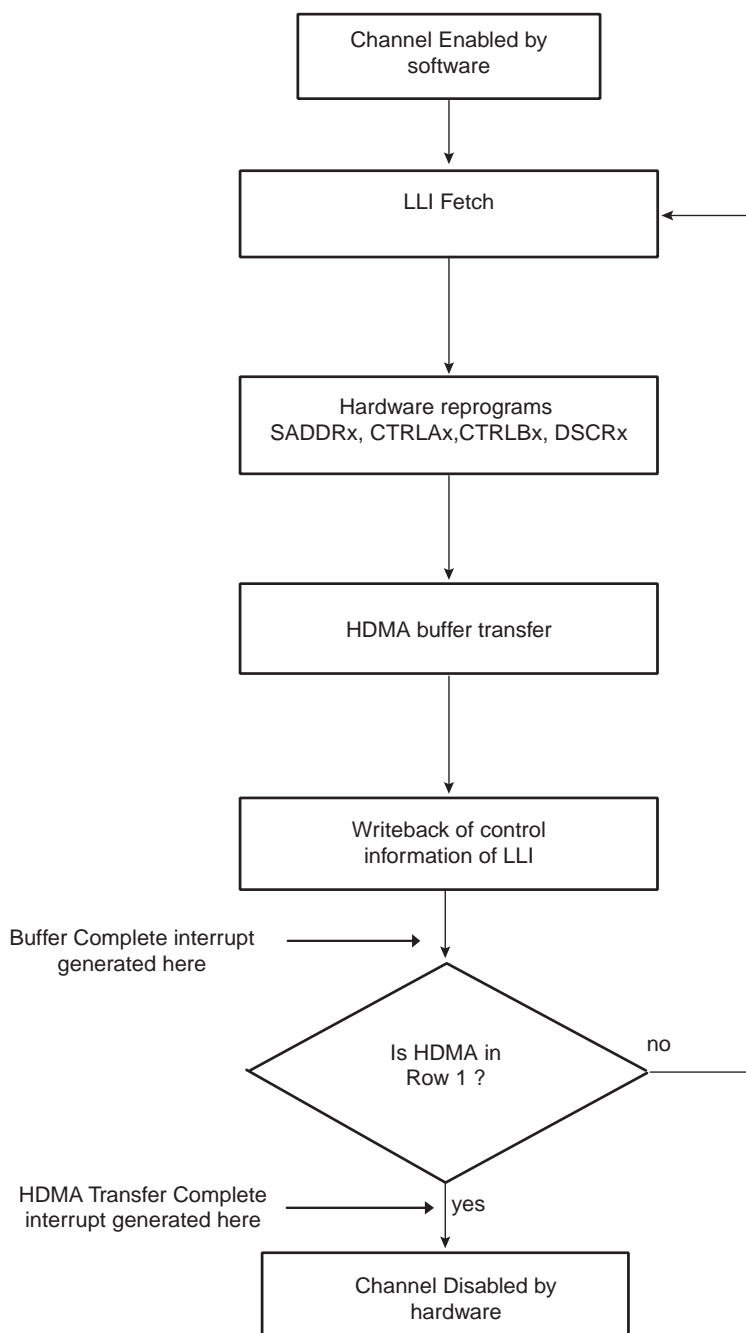 Channel Enabled by
software
LLI Fetch
Hardware reprograms
SADDRx, CTRLAx,CTRLBx, DSCRx
HDMA buffer transfer
Writeback of control
information of LLI
Buffer Complete interrupt
generated here
Is HDMA in
Row 1 ?
no
HDMA Transfer Complete
interrupt generated here
yes
Channel Disabled by
hardware